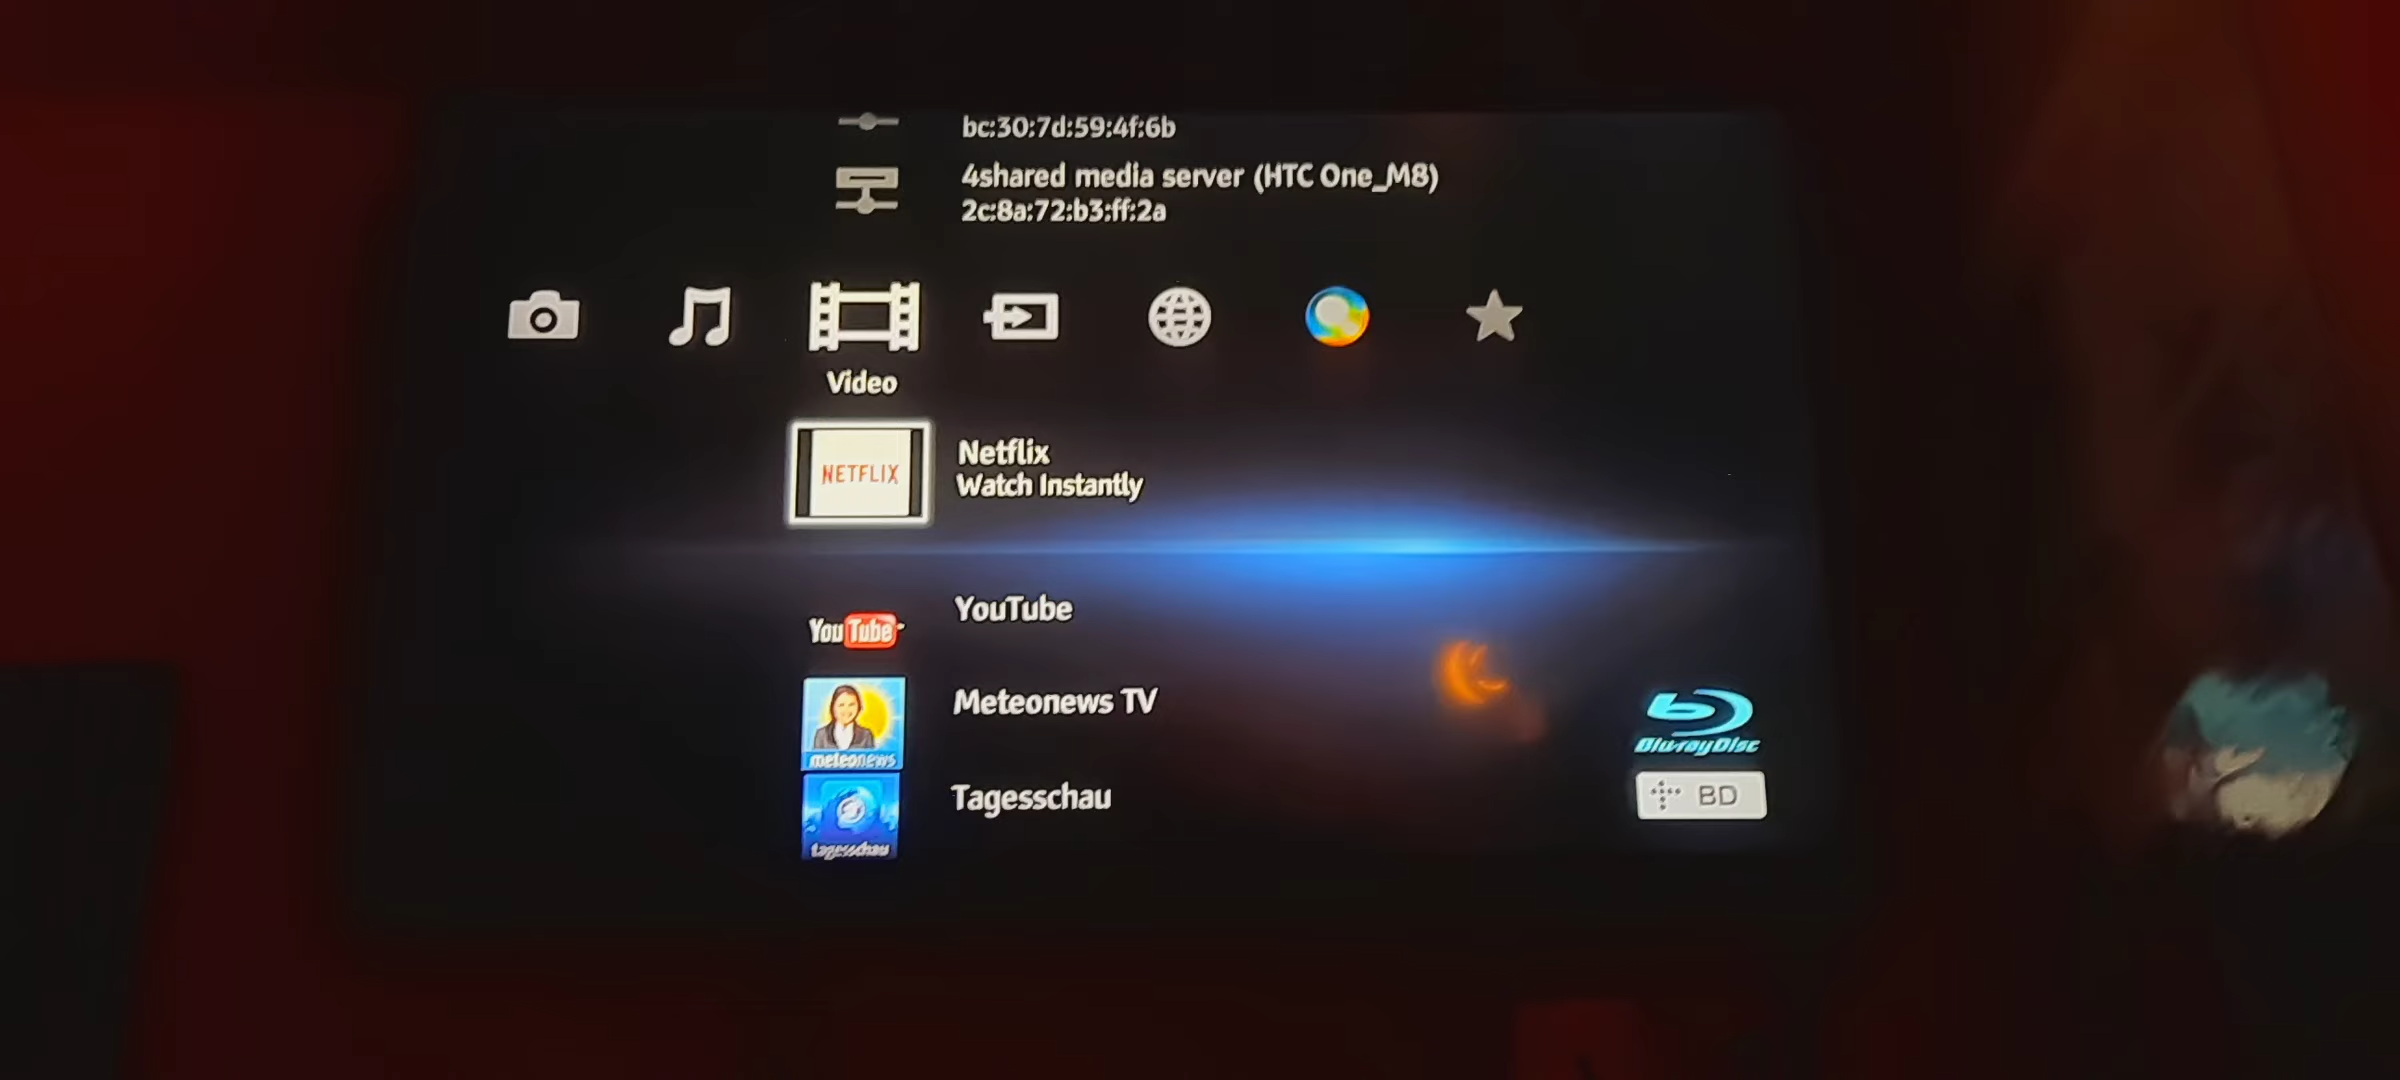 bc:30:7d:59:4f:6b
4shared media server (HTC One_M8)
2c:8a:72:b3:ff:2a
Video
NETFLIX
Netflix
Watch Instantly
YouTube
YouTube
Meteonews TV
meteonews
Tagesschau
tagesschau
Blu-ray Disc
BD